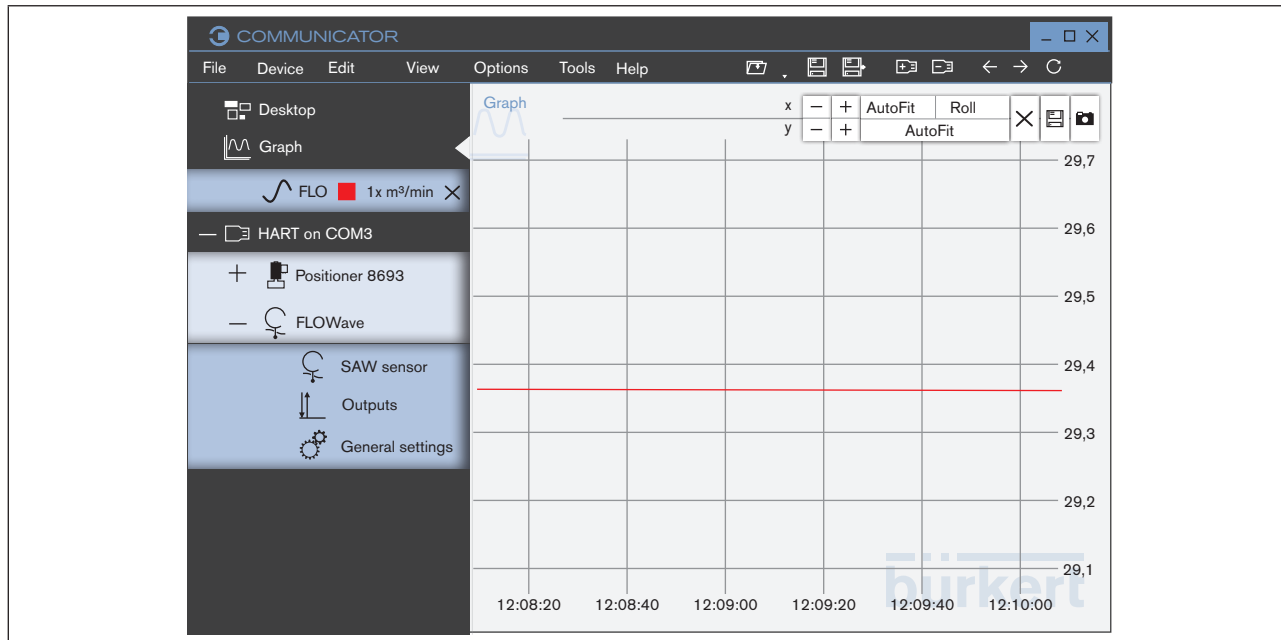 COMMUNICATOR
File Device Edit View Options Tools Help
Desktop
Graph
FLO 1x m³/min
HART on COM3
Positioner 8693
FLOWave
SAW sensor
Outputs
General settings
Graph
x − + AutoFit Roll
y − + AutoFit
29,7
29,6
29,5
29,4
29,3
29,2
29,1
12:08:20 12:08:40 12:09:00 12:09:20 12:09:40 12:10:00
bürkert